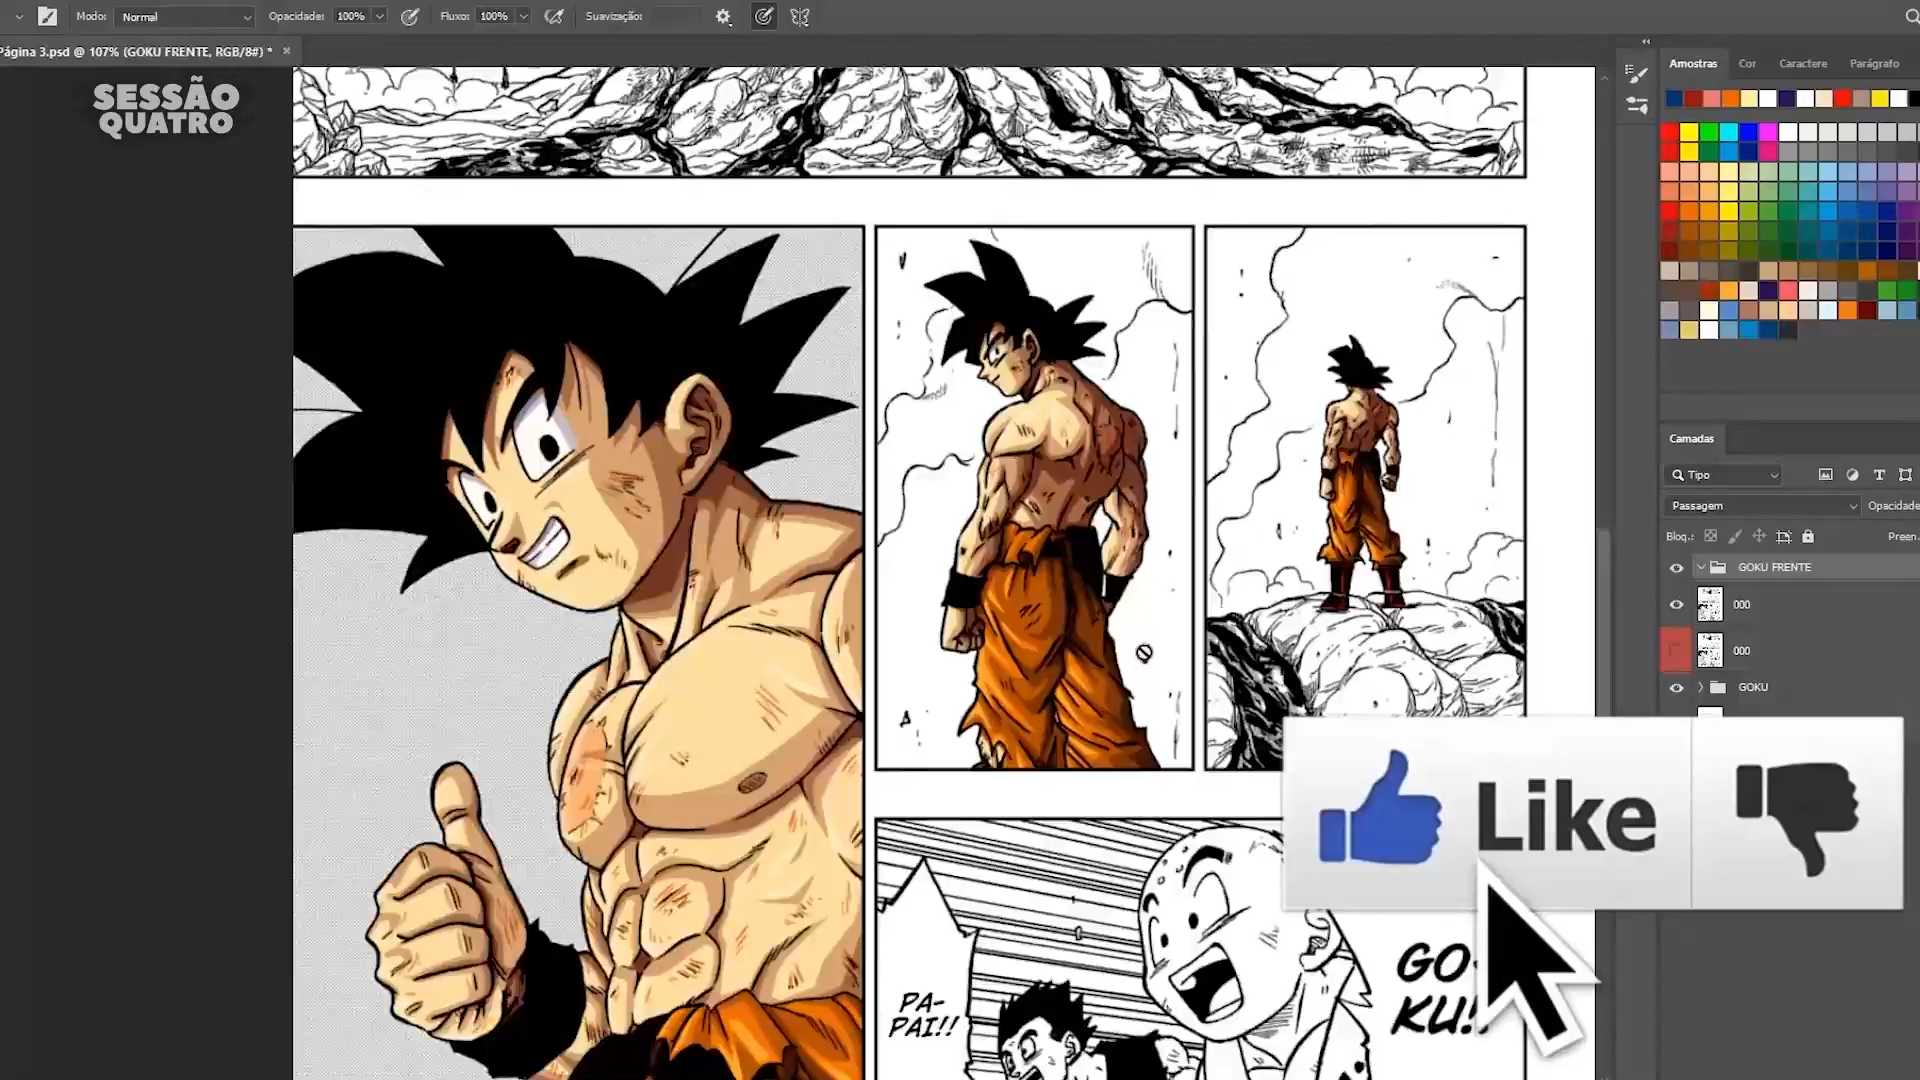 Modo: Normal Opacidade: 100% Fluxo: 100% Suavização:
Página 3.psd @ 107% (GOKU FRENTE, RGB/8#) *
SESSÃO
QUATRO
Amostras Cor Caractere Parágrafo
Camadas
Tipo
Passagem Opacidade
Bloq.: Preen.
GOKU FRENTE
000
000
GOKU
Like
PA-
PAI!!
GO-
KU!!